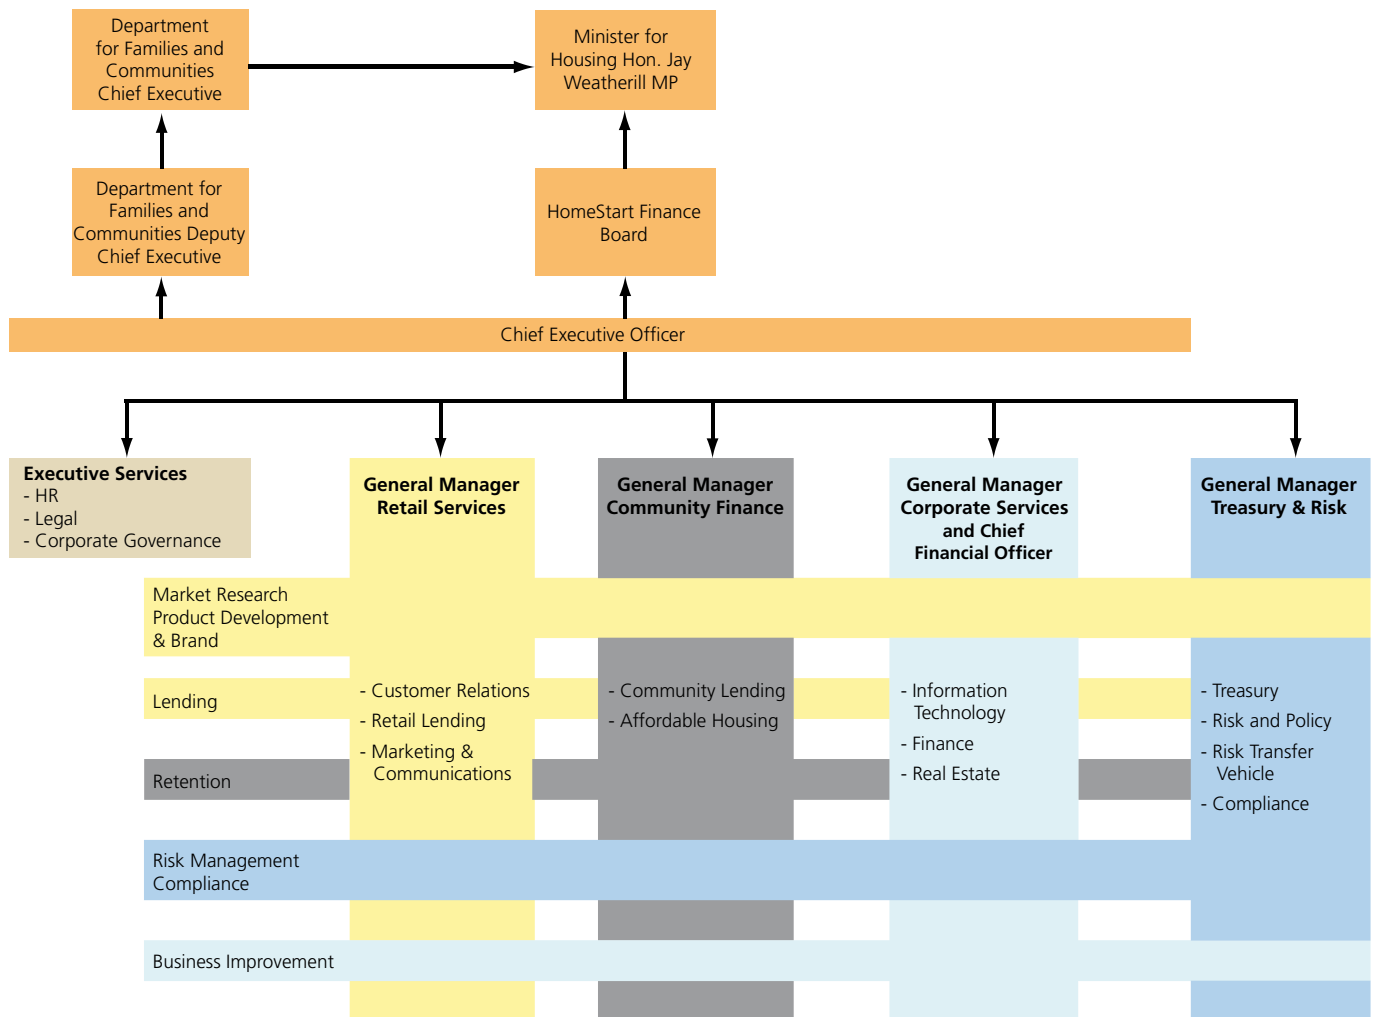 Department
for Families and
Communities
Chief Executive
Minister for
Housing Hon. Jay
Weatherill MP
Department for
Families and
Communities Deputy
Chief Executive
HomeStart Finance
Board
Chief Executive Officer
Executive Services
- HR
- Legal
- Corporate Governance
General Manager
Retail Services
General Manager
Community Finance
General Manager
Corporate Services
and Chief
Financial Officer
General Manager
Treasury & Risk
Market Research
Product Development
& Brand
Lending
Retention
Risk Management
Compliance
Business Improvement
- Customer Relations
- Retail Lending
- Marketing &
Communications
- Community Lending
- Affordable Housing
- Information
Technology
- Finance
- Real Estate
- Treasury
- Risk and Policy
- Risk Transfer
Vehicle
- Compliance